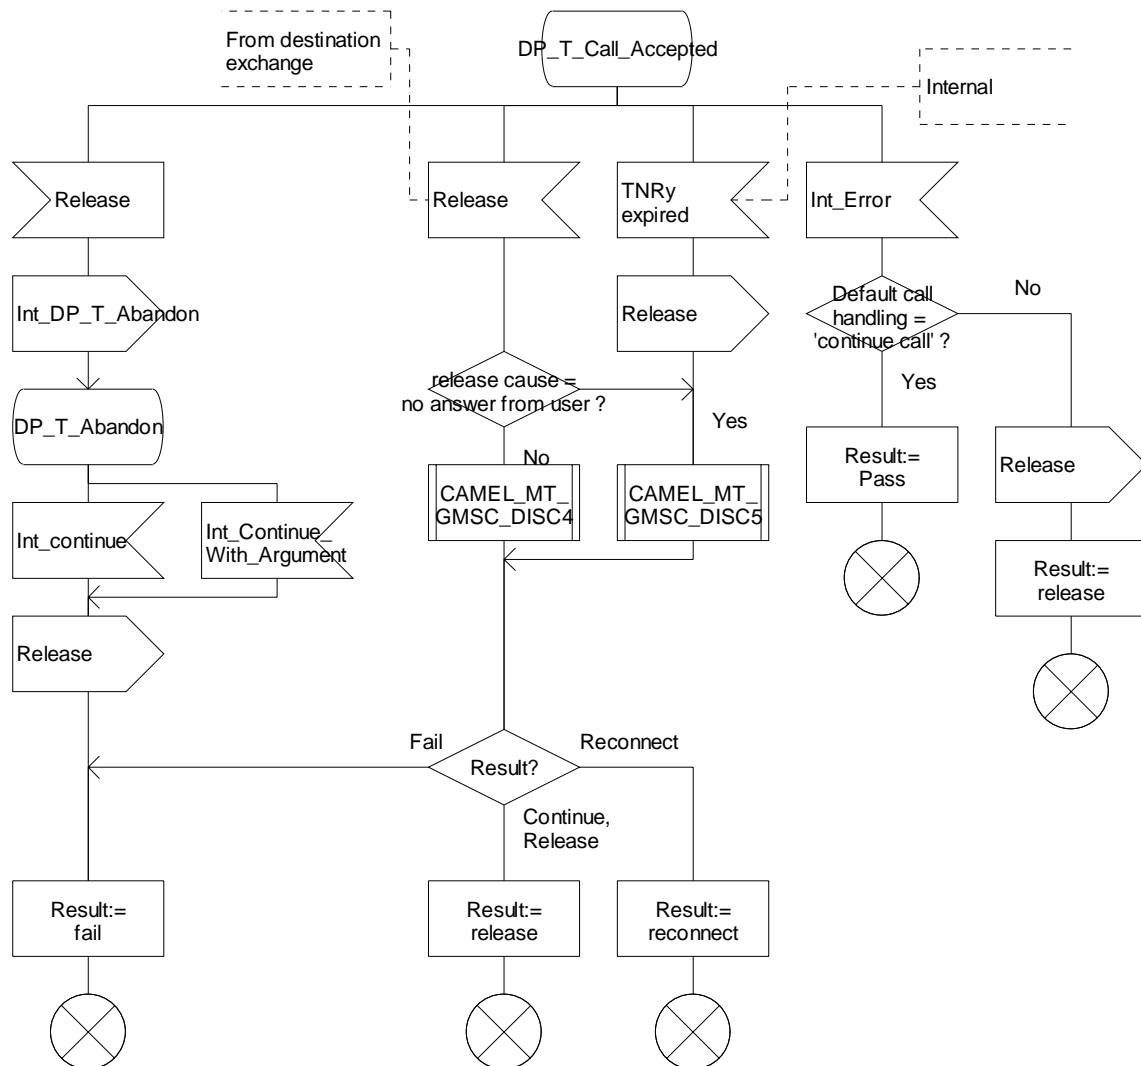 From destination
exchange
DP_T_Call_Accepted
Internal
Release
Release
TNRy
expired
Int_Error
Int_DP_T_Abandon
Release
Default call
handling =
'continue call' ?
No
release cause =
no answer from user ?
Yes
Yes
DP_T_Abandon
No
Result:=
Pass
Release
CAMEL_MT_
GMSC_DISC4
CAMEL_MT_
GMSC_DISC5
Int_continue
Int_Continue_
With_Argument
Result:=
release
Release
Fail
Reconnect
Result?
Continue,
Release
Result:=
fail
Result:=
release
Result:=
reconnect